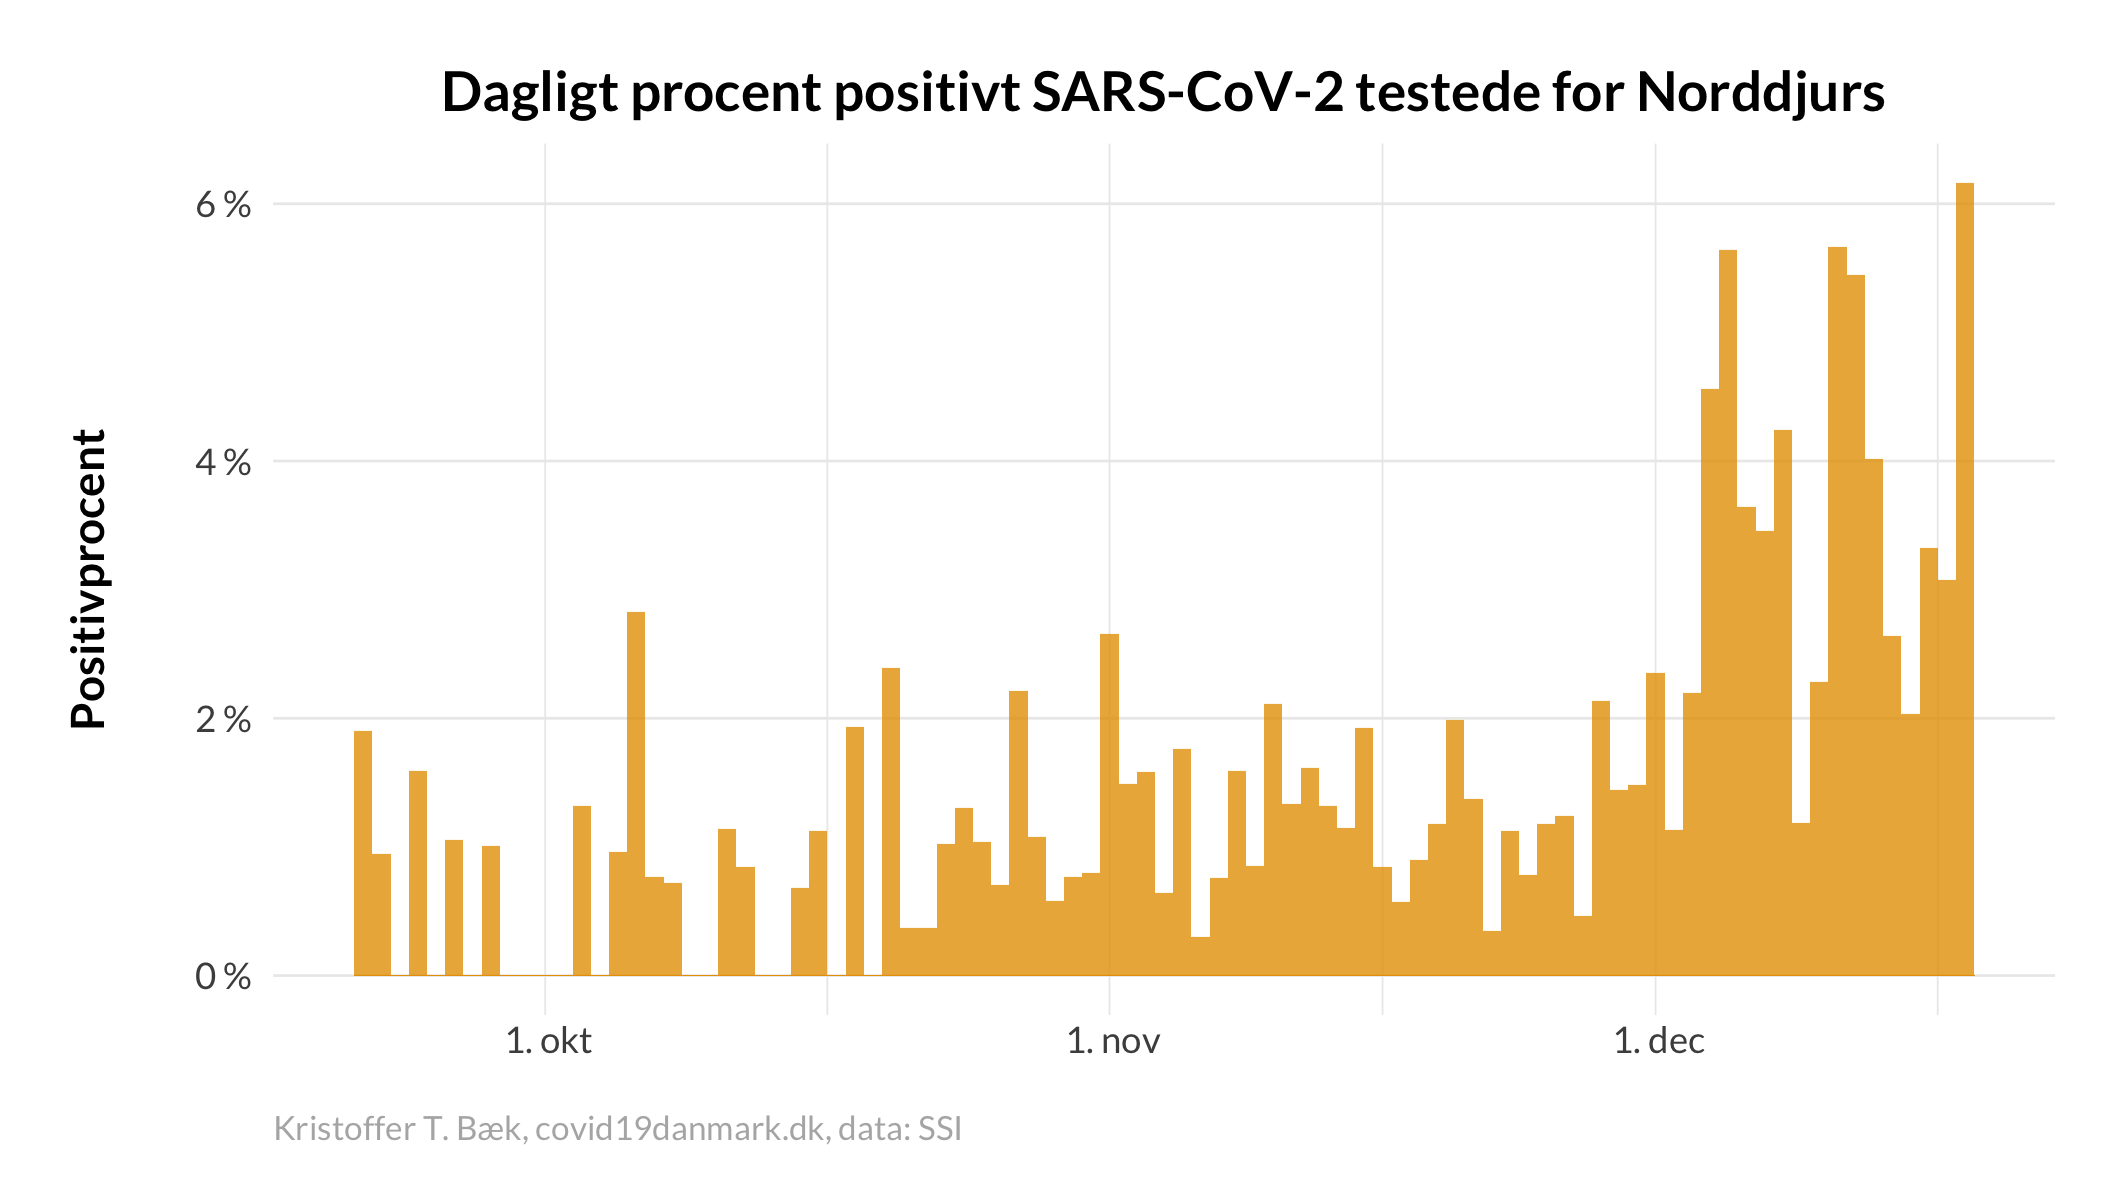 Dagligt procent positivt SARS-CoV-2 testede for Norddjurs
Positivprocent
6 %
4 %
2 %
0 %
1. okt
1. nov
1. dec
Kristoffer T. Bæk, covid19danmark.dk, data: SSI